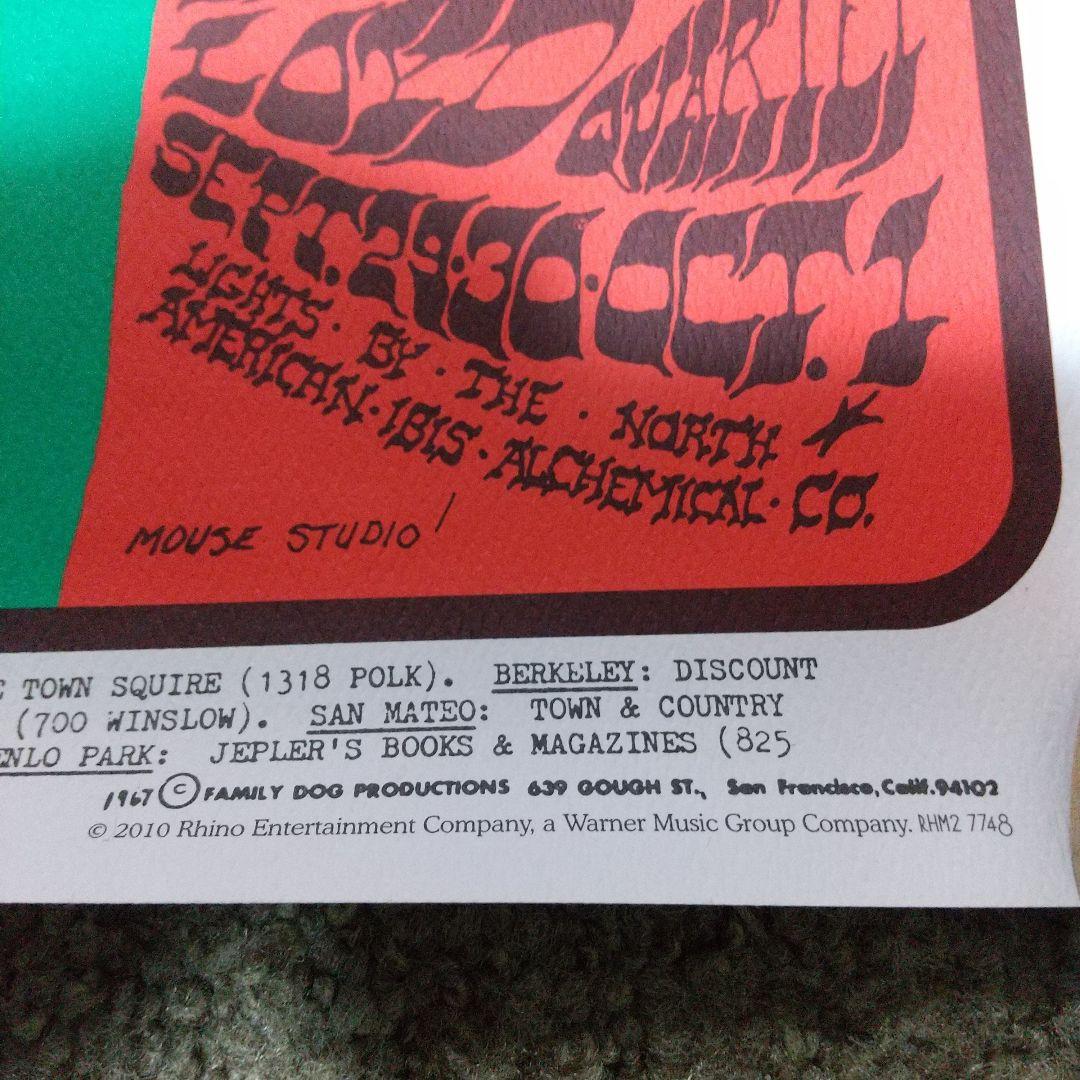 QUARTET
SEPT. 29·30·OCT. 1
LIGHTS · BY · THE · NORTH
AMERICAN · IBIS · ALCHEMICAL · CO.
MOUSE STUDIO
TOWN SQUIRE (1318 POLK). BERKELEY: DISCOUNT
(700 WINSLOW). SAN MATEO: TOWN & COUNTRY
ENLO PARK: JEPLER'S BOOKS & MAGAZINES (825
1967 © FAMILY DOG PRODUCTIONS 639 GOUGH ST., San Francisco, Calif. 94102
© 2010 Rhino Entertainment Company, a Warner Music Group Company. RHM2 7748